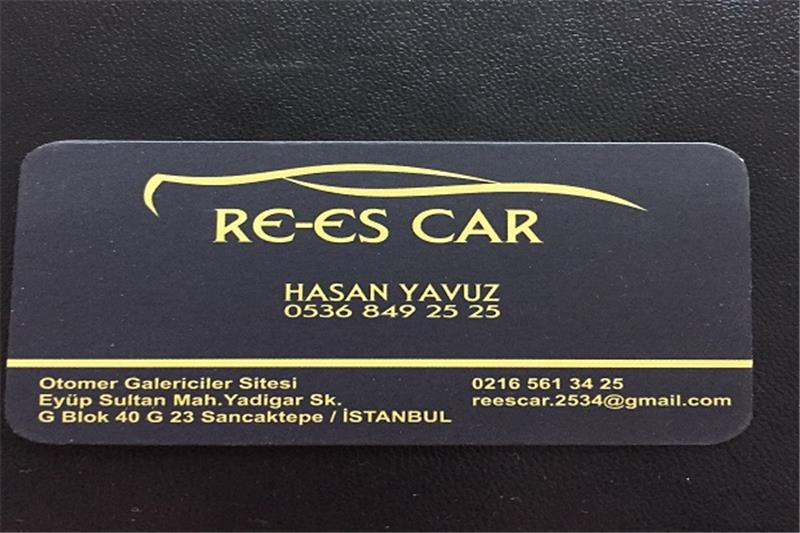 RE-ES CAR
HASAN YAVUZ
0536 849 25 25
Otomer Galericiler Sitesi
Eyüp Sultan Mah.Yadigar Sk.
G Blok 40 G 23 Sancaktepe / İSTANBUL
0216 561 34 25
reescar.2534@gmail.com